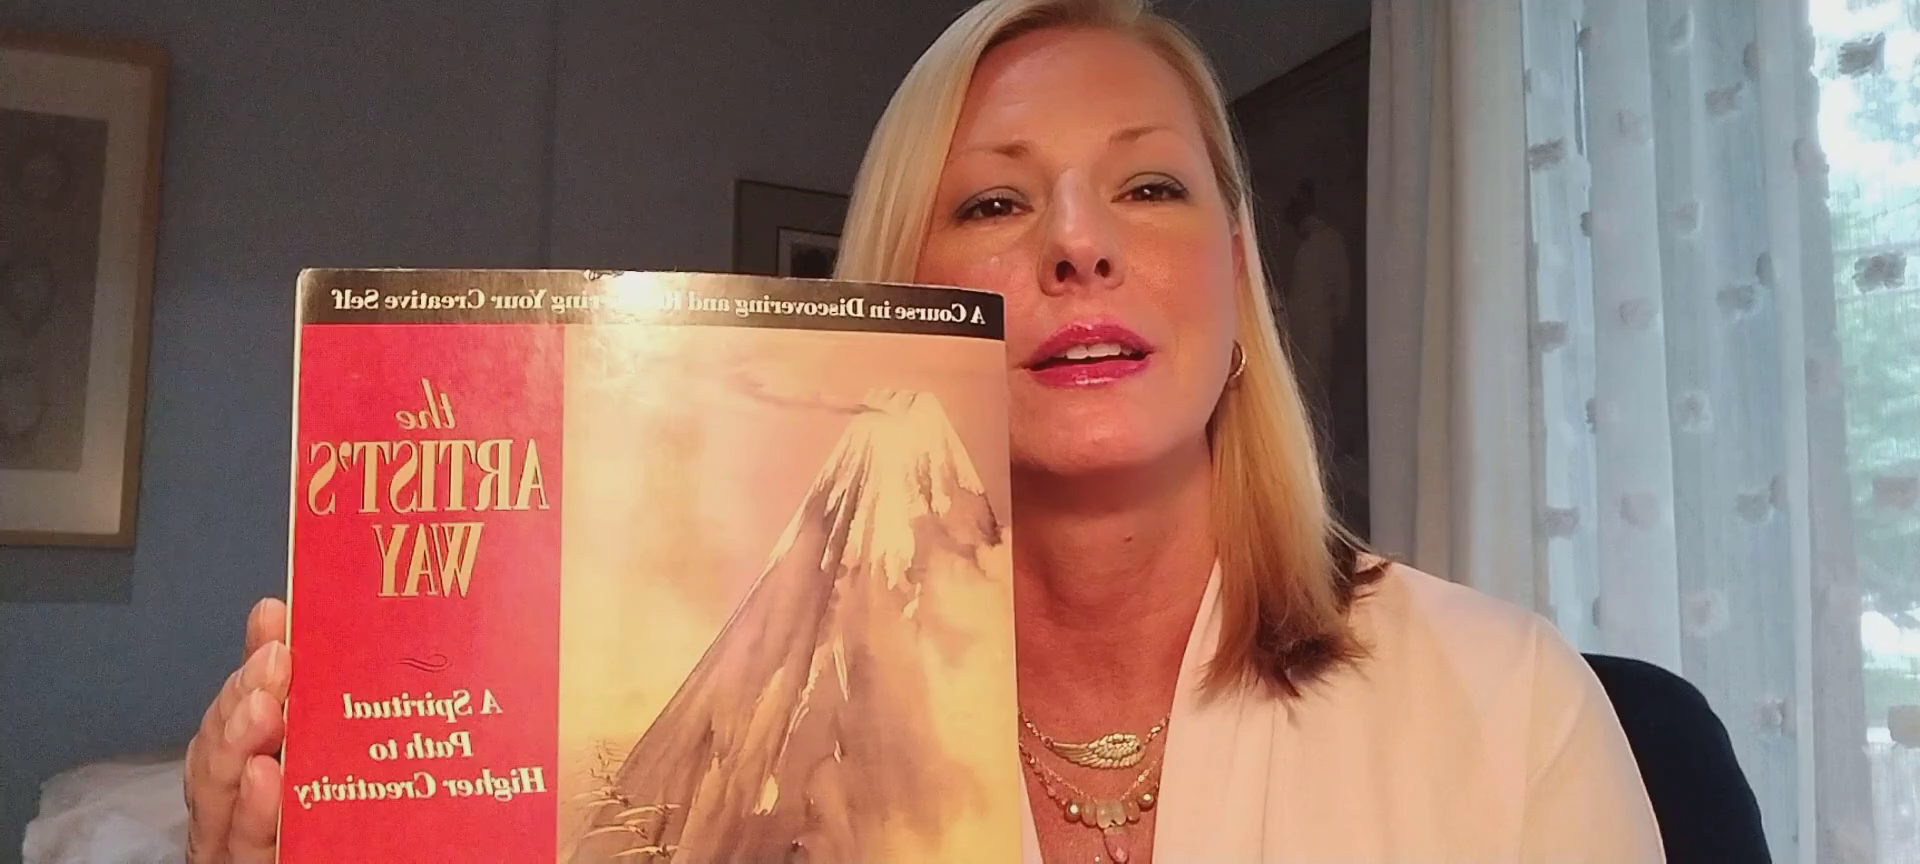 A Course in Discovering and Your Creative Self
the
ARTIST'S
WAY
A Spiritual
Path to
Higher Creativity